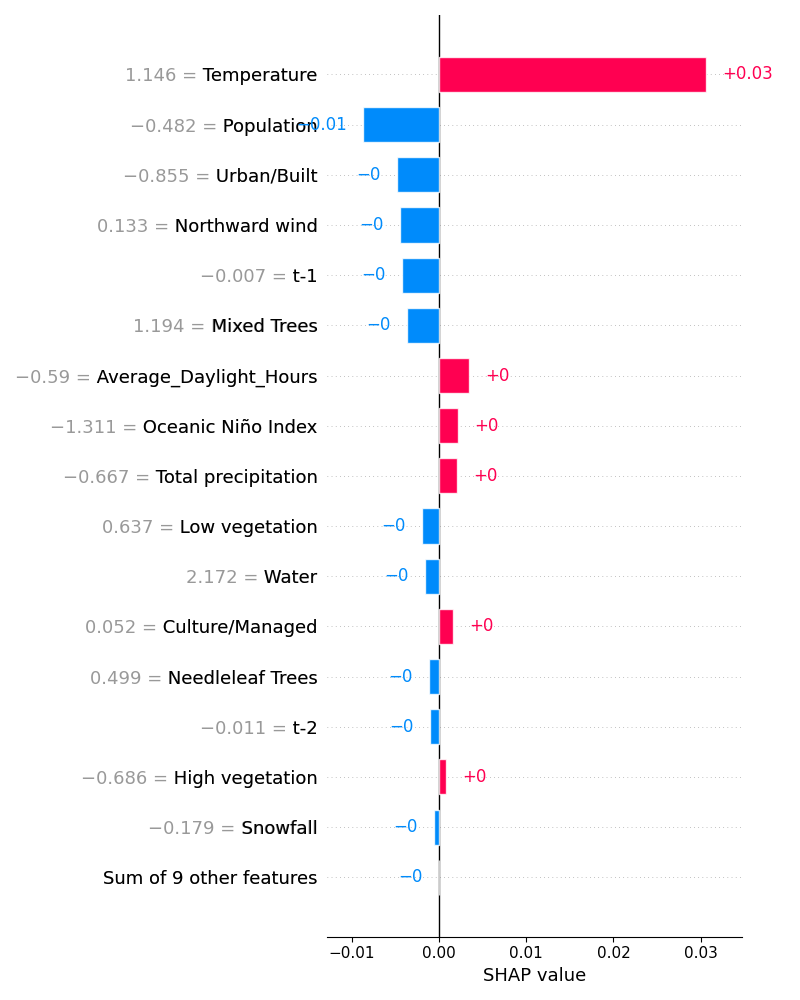 1.146 = Temperature +0.03
−0.482 = Population −0.01
−0.855 = Urban/Built −0
0.133 = Northward wind −0
−0.007 = t-1 −0
1.194 = Mixed Trees −0
−0.59 = Average_Daylight_Hours +0
−1.311 = Oceanic Niño Index +0
−0.667 = Total precipitation +0
0.637 = Low vegetation −0
2.172 = Water −0
0.052 = Culture/Managed +0
0.499 = Needleleaf Trees −0
−0.011 = t-2 −0
−0.686 = High vegetation +0
−0.179 = Snowfall −0
Sum of 9 other features −0
−0.01 0.00 0.01 0.02 0.03
SHAP value